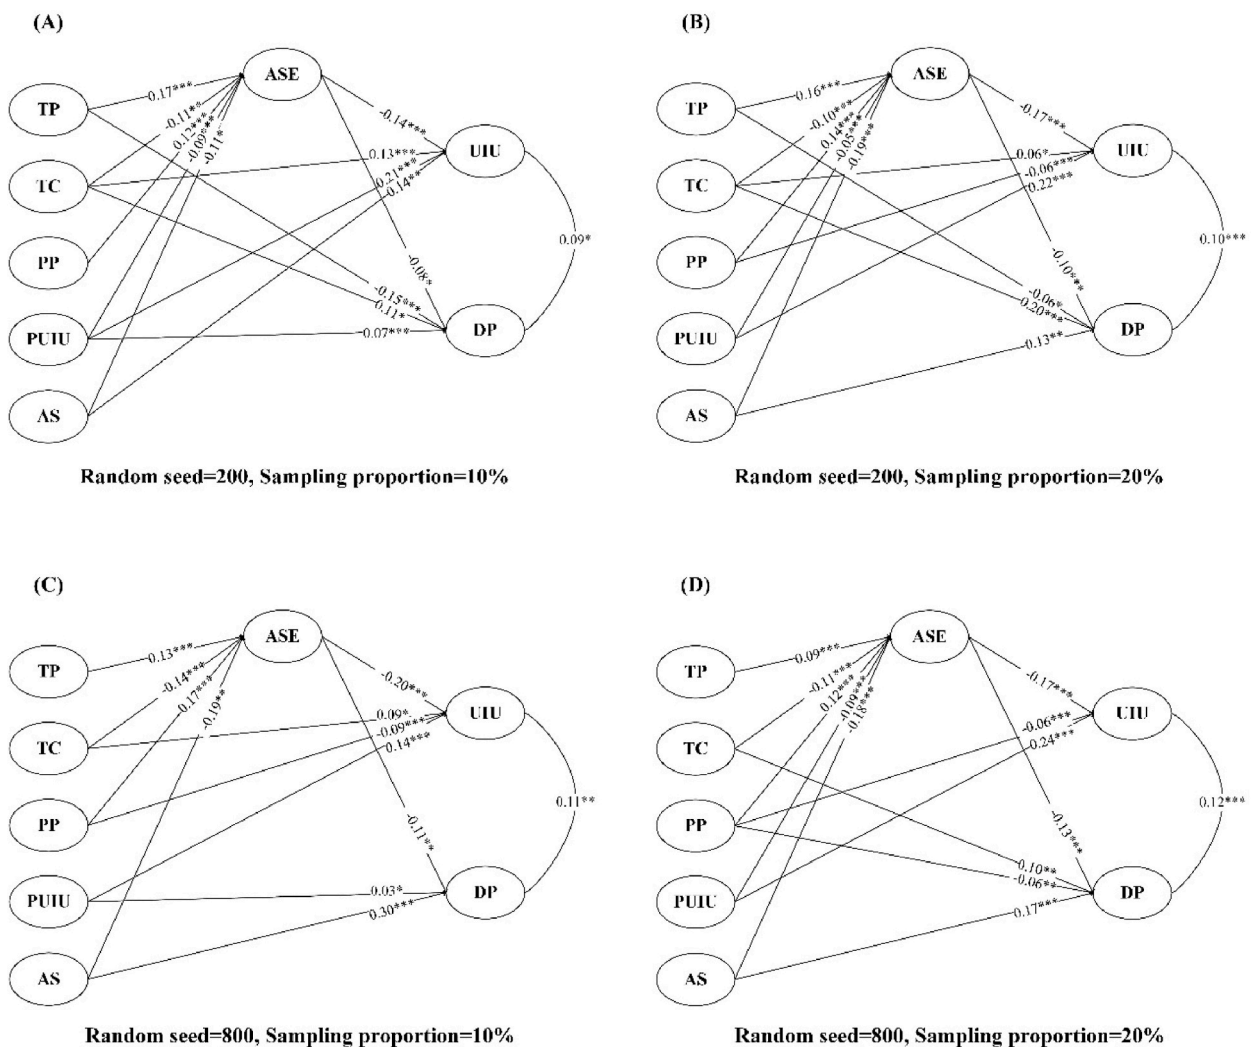 (A)
ASE
TP
TC
PP
PUIU
AS
UIU
DP
0.17***
-0.11**
0.12***
-0.09***
-0.11*
-0.14***
0.13***
0.21***
0.14**
-0.08*
-0.15***
0.11*
0.07***
0.09*
Random seed=200, Sampling proportion=10%
(B)
ASE
TP
TC
PP
PUIU
AS
UIU
DP
0.16***
-0.10***
0.14***
-0.05***
-0.19***
-0.17***
0.06*
-0.06***
0.22***
-0.10***
-0.06*
0.20***
0.13**
0.10***
Random seed=200, Sampling proportion=20%
(C)
ASE
TP
TC
PP
PUIU
AS
UIU
DP
0.13***
-0.14***
0.17***
-0.19**
-0.20***
0.09*
-0.09***
0.14***
-0.11**
0.03*
0.30***
0.11**
Random seed=800, Sampling proportion=10%
(D)
ASE
TP
TC
PP
PUIU
AS
UIU
DP
0.09***
-0.11***
0.12***
-0.09***
-0.18***
-0.17***
-0.06***
0.24***
-0.13***
0.10**
-0.06**
0.17***
0.12***
Random seed=800, Sampling proportion=20%